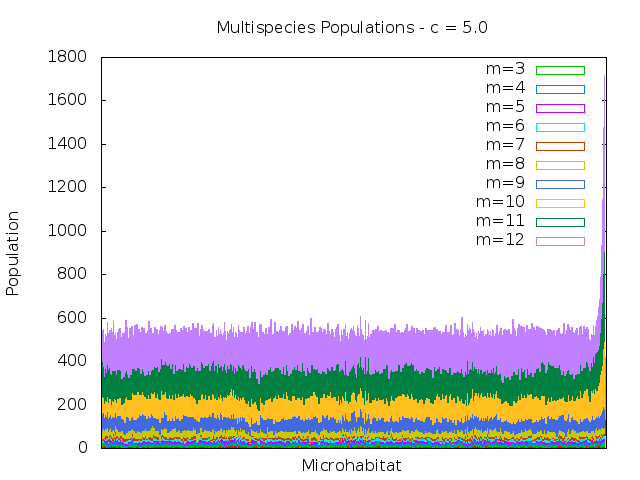 Multispecies Populations - c = 5.0
1800
1600
1400
1200
1000
800
600
400
200
0
Population
Microhabitat
m=3
m=4
m=5
m=6
m=7
m=8
m=9
m=10
m=11
m=12